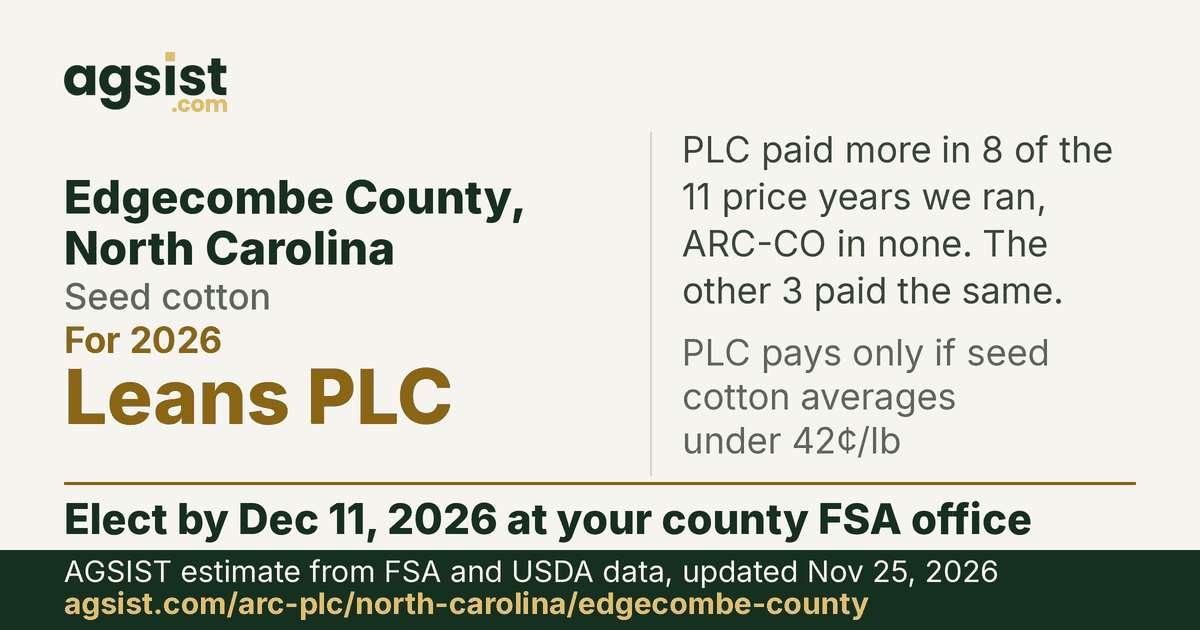 agsist
.com
Edgecombe County,
North Carolina
Seed cotton
For 2026
Leans PLC
PLC paid more in 8 of the
11 price years we ran,
ARC-CO in none. The
other 3 paid the same.
PLC pays only if seed
cotton averages
under 42¢/lb
Elect by Dec 11, 2026 at your county FSA office
AGSIST estimate from FSA and USDA data, updated Nov 25, 2026
agsist.com/arc-plc/north-carolina/edgecombe-county